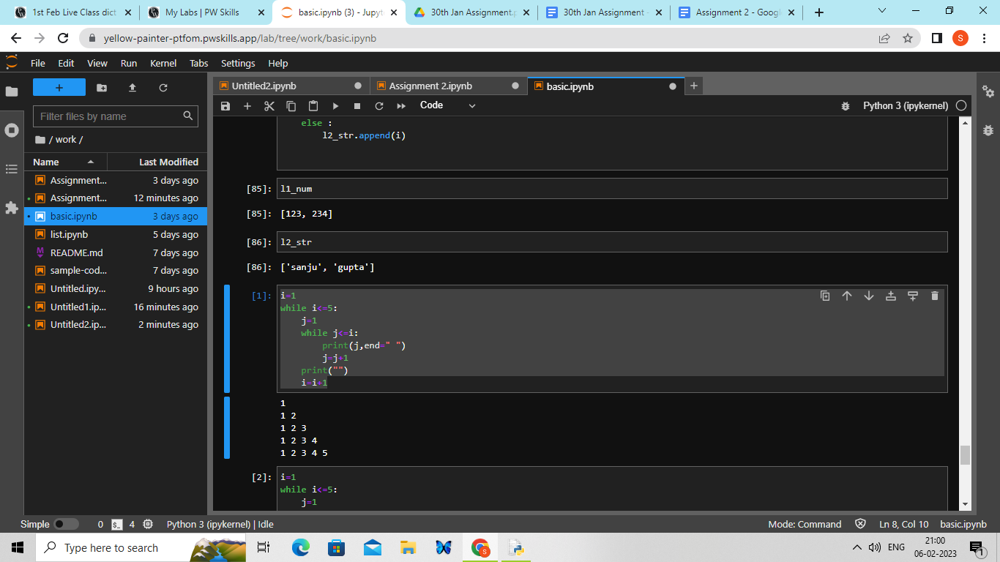 1st Feb Live Class dict
My Labs | PW Skills
basic.ipynb (3) - Jupyt
30th Jan Assignment.p
30th Jan Assignment -
Assignment 2 - Googl
yellow-painter-ptfom.pwskills.app/lab/tree/work/basic.ipynb
S
File Edit View Run Kernel Tabs Settings Help
Untitled2.ipynb
Assignment 2.ipynb
basic.ipynb
Code
Python 3 (ipykernel)
Filter files by name
/ work /
Name Last Modified
Assignment... 3 days ago
Assignment... 12 minutes ago
basic.ipynb 3 days ago
list.ipynb 5 days ago
README.md 7 days ago
sample-cod... 7 days ago
Untitled.ipy... 9 hours ago
Untitled1.ip... 16 minutes ago
Untitled2.ip... 2 minutes ago
else :
l2_str.append(i)
[85]: l1_num
[85]: [123, 234]
[86]: l2_str
[86]: ['sanju', 'gupta']
[1]: i=1
while i<=5:
j=1
while j<=i:
print(j,end=" ")
j=j+1
print("")
i=i+1
1
1 2
1 2 3
1 2 3 4
1 2 3 4 5
[2]: i=1
while i<=5:
j=1
Simple 0 $_ 4 Python 3 (ipykernel) | Idle
Mode: Command Ln 8, Col 10 basic.ipynb
Type here to search
S
ENG
21:00
06-02-2023
1